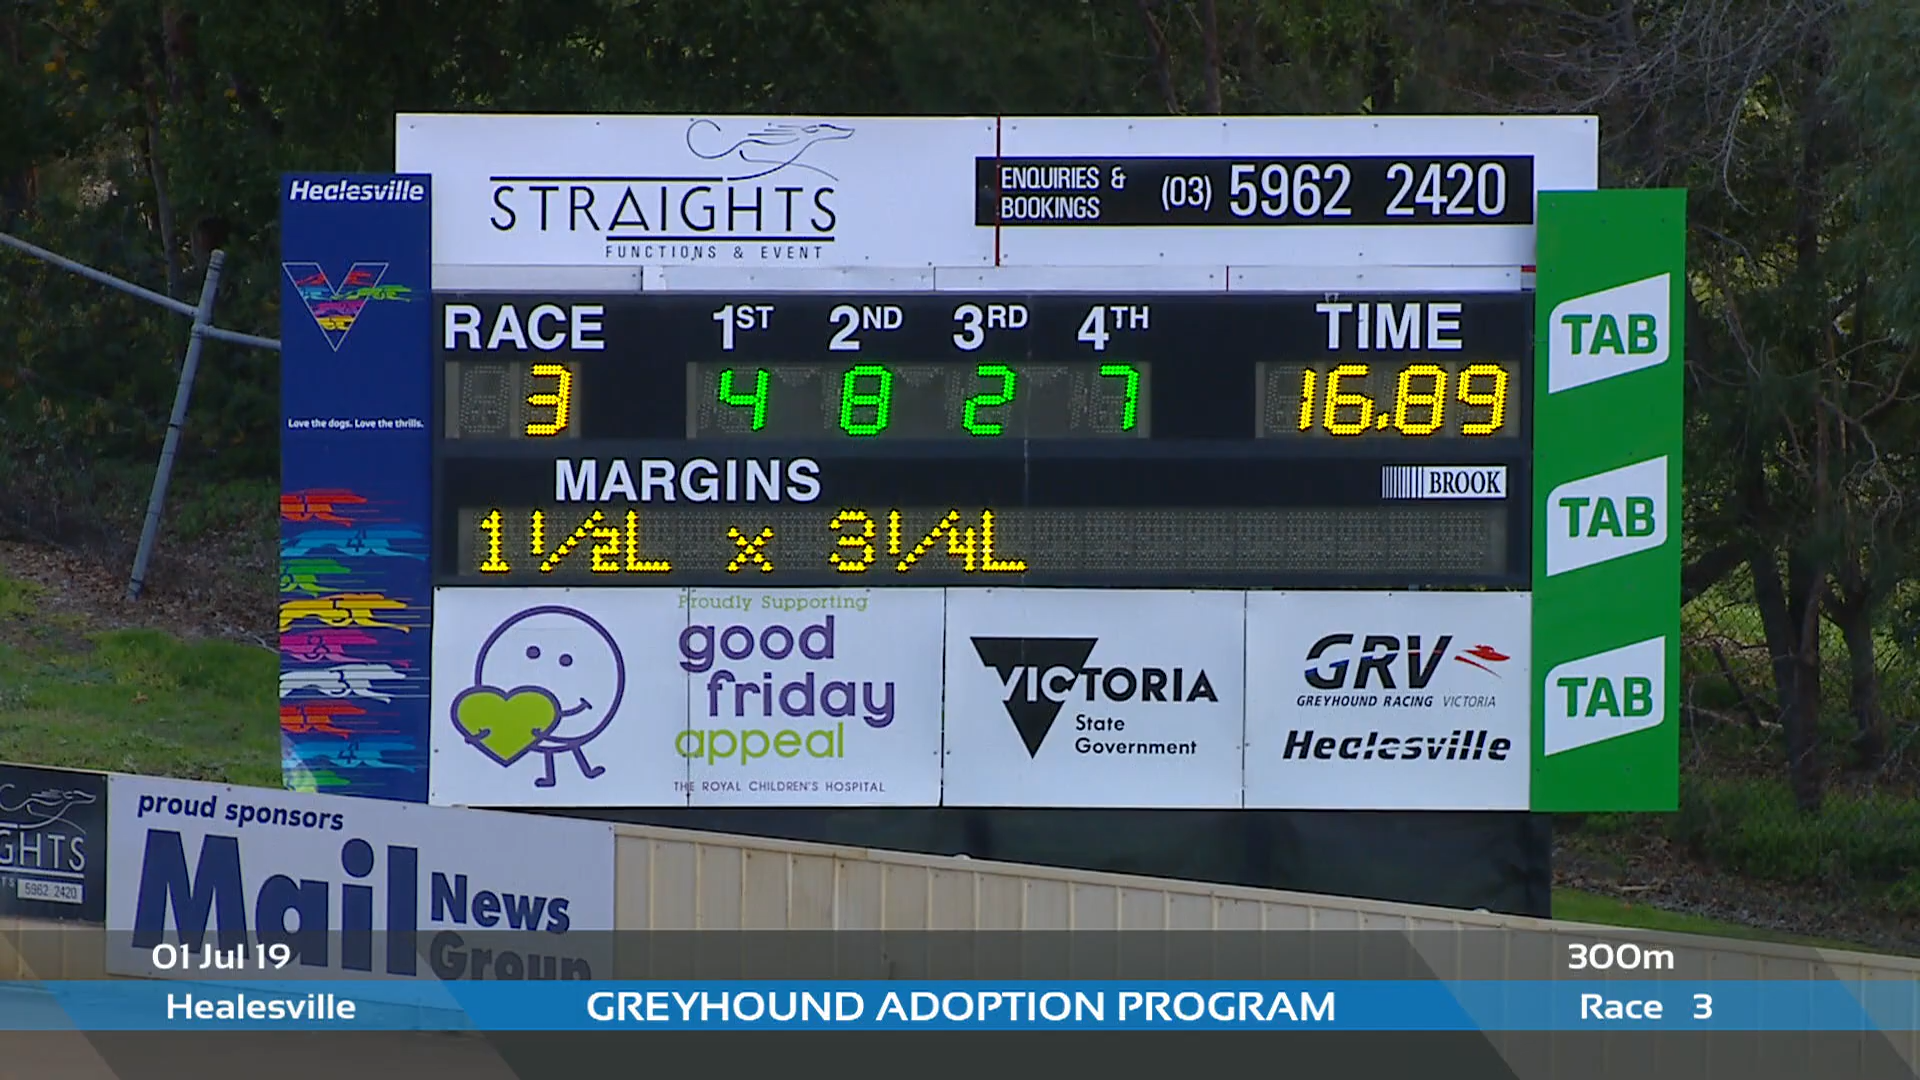 STRAIGHTS
FUNCTIONS & EVENT
ENQUIRIES & BOOKINGS (03) 5962 2420
Healesville
Love the dogs. Love the thrills.
RACE 1ST 2ND 3RD 4TH TIME
3 4 8 2 7 16.89
MARGINS
BROOK
1 1/2L x 3 1/4L
TAB
TAB
TAB
Proudly Supporting
good
friday
appeal
THE ROYAL CHILDREN'S HOSPITAL
VICTORIA
State
Government
GRV
GREYHOUND RACING VICTORIA
Healesville
GHTS
5962 2420
proud sponsors
Mail News
Group
01 Jul 19
300m
Healesville
GREYHOUND ADOPTION PROGRAM
Race 3